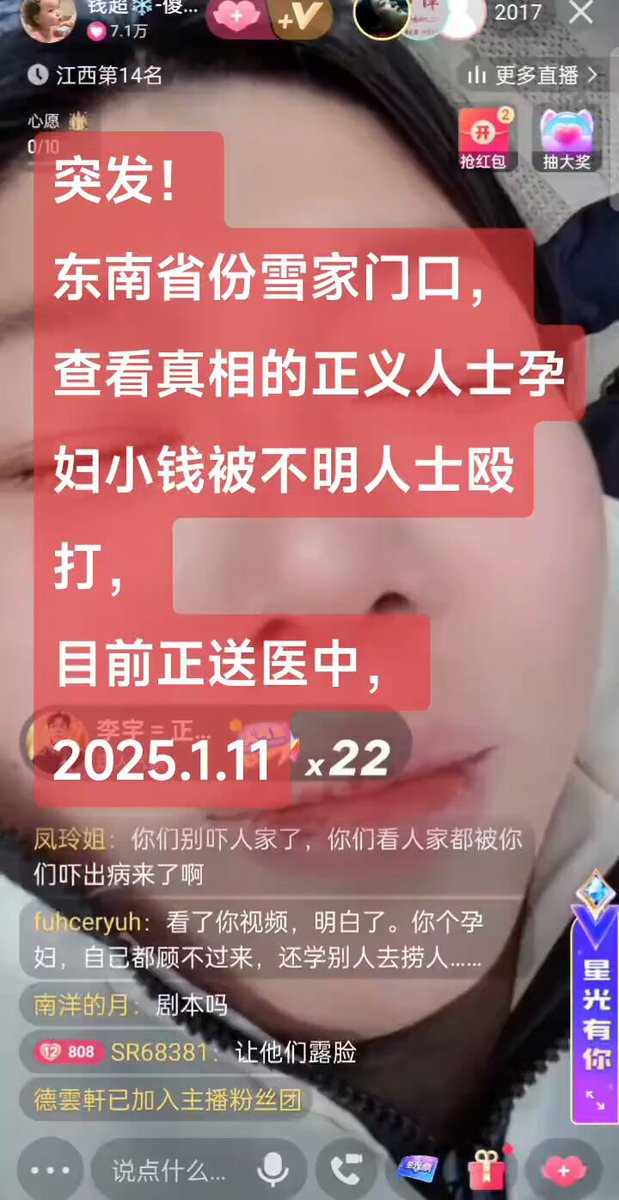 钱超❄️-傻...
7.1万
+V
2017
江西第14名
更多直播
心愿
0/10
开
2
抢红包
抽大奖
突发！
东南省份雪家门口，
查看真相的正义人士孕
妇小钱被不明人士殴
打，
目前正送医中，
李宇=正...
2025.1.11
x22
凤玲姐：你们别吓人家了，你们看人家都被你
们吓出病来了啊
fuhceryuh：看了你视频，明白了。你个孕
妇，自己都顾不过来，还学别人去捞人......
南洋的月：剧本吗
12 808 SR68381：让他们露脸
德雲軒已加入主播粉丝团
星光有你
说点什么...